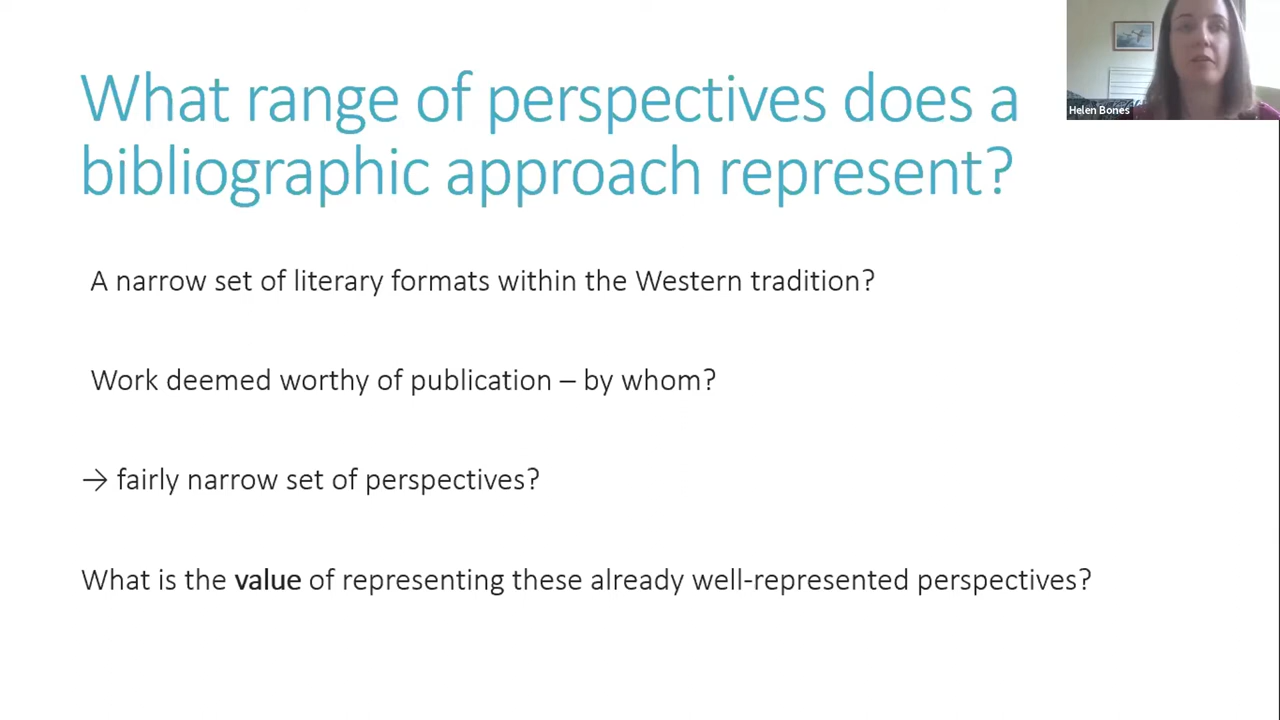 What range of perspectives does a
bibliographic approach represent?
Helen Bones
A narrow set of literary formats within the Western tradition?
Work deemed worthy of publication – by whom?
→ fairly narrow set of perspectives?
What is the value of representing these already well-represented perspectives?